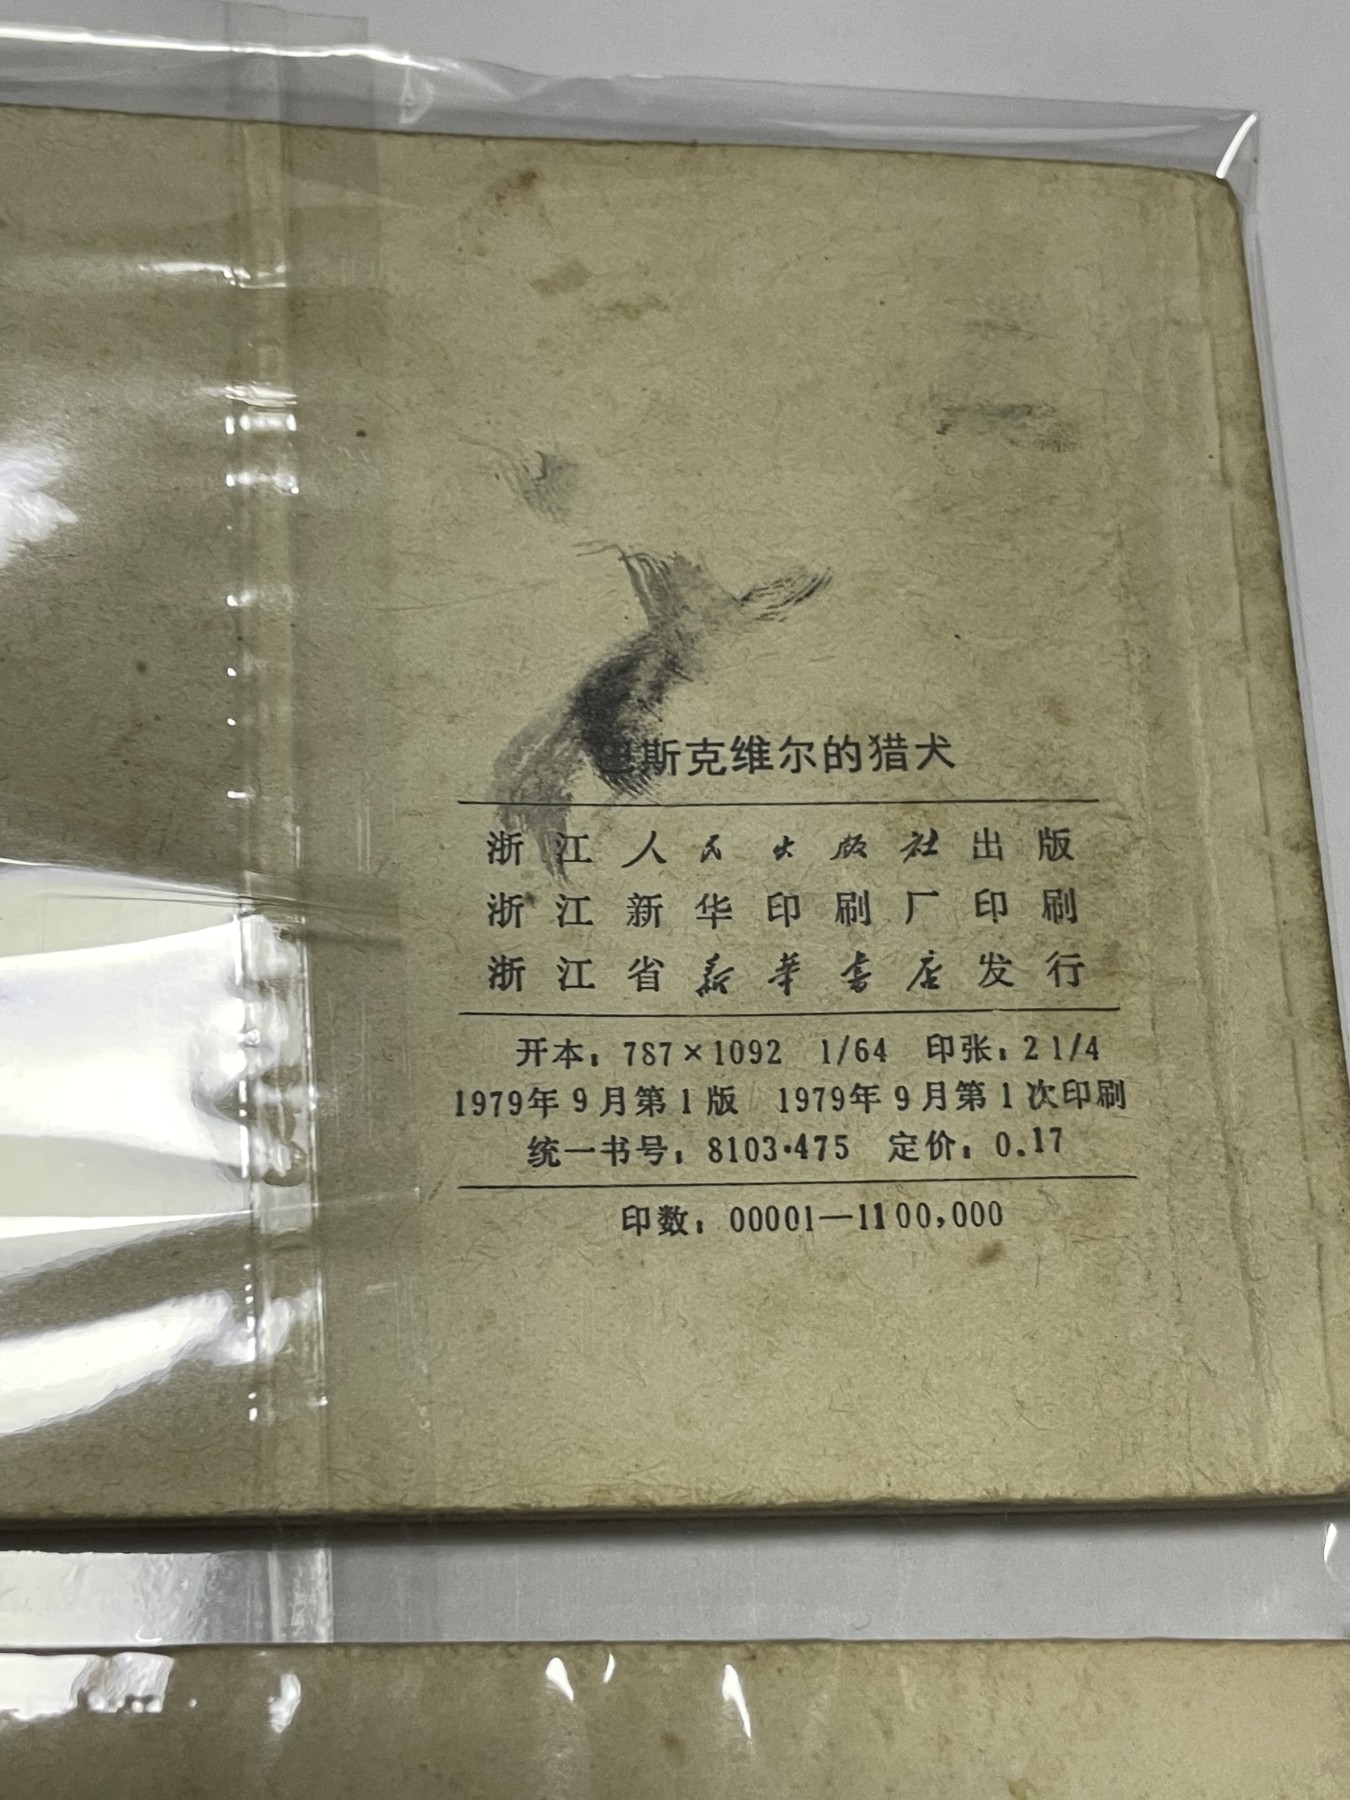 巴斯克维尔的猎犬
浙江人民出版社出版
浙江新华印刷厂印刷
浙江省新華書店发行
开本：787×1092 1/64 印张：2 1/4
1979年9月第1版 1979年9月第1次印刷
统一书号：8103·475 定价：0.17
印数：00001—1100,000